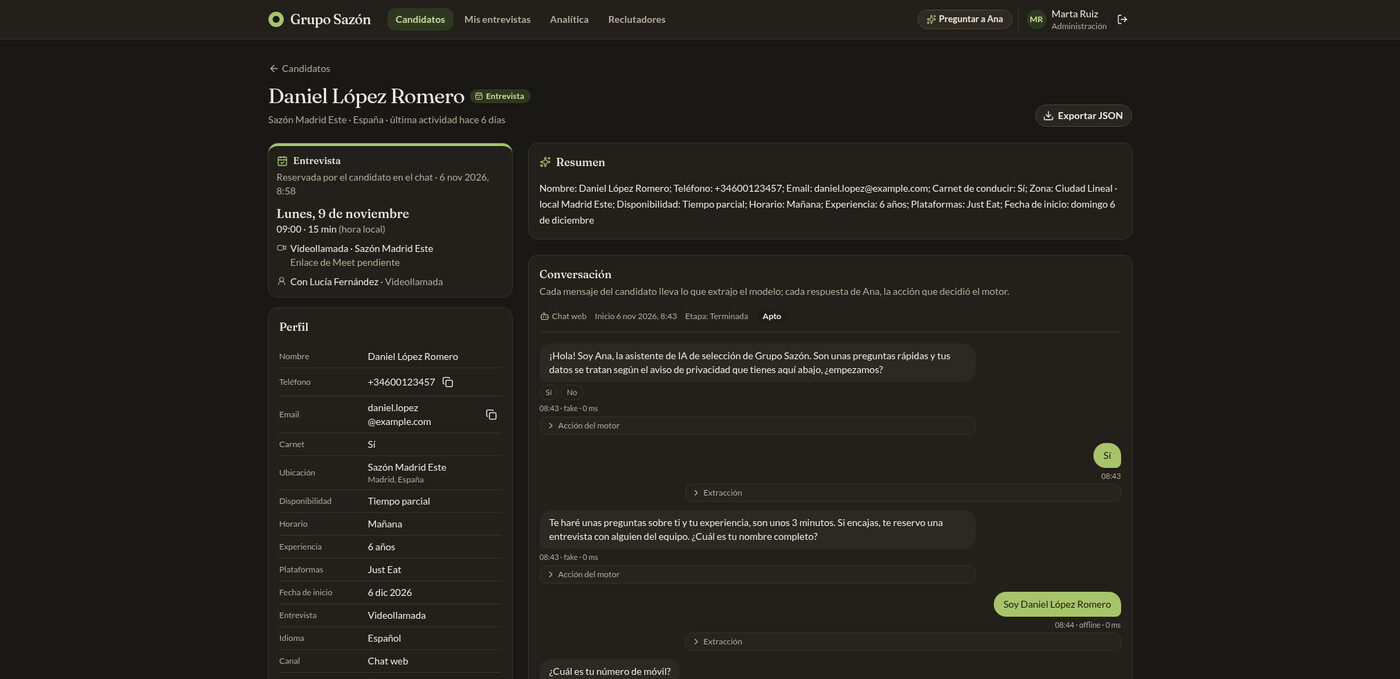 Grupo Sazón
Candidatos
Mis entrevistas
Analítica
Reclutadores
Preguntar a Ana
MR
Marta Ruiz
Administración
Candidatos
Daniel López Romero
Entrevista
Sazón Madrid Este · España · última actividad hace 6 días
Exportar JSON
Entrevista
Reservada por el candidato en el chat · 6 nov 2026,
8:58
Lunes, 9 de noviembre
09:00 · 15 min (hora local)
Videollamada · Sazón Madrid Este
Enlace de Meet pendiente
Con Lucía Fernández · Videollamada
Perfil
Nombre Daniel López Romero
Teléfono +34600123457
Email daniel.lopez
@example.com
Carnet Sí
Ubicación Sazón Madrid Este
Madrid, España
Disponibilidad Tiempo parcial
Horario Mañana
Experiencia 6 años
Plataformas Just Eat
Fecha de inicio 6 dic 2026
Entrevista Videollamada
Idioma Español
Canal Chat web
Resumen
Nombre: Daniel López Romero; Teléfono: +34600123457; Email: daniel.lopez@example.com; Carnet de conducir: Sí; Zona: Ciudad Lineal ·
local Madrid Este; Disponibilidad: Tiempo parcial; Horario: Mañana; Experiencia: 6 años; Plataformas: Just Eat; Fecha de inicio: domingo 6
de diciembre
Conversación
Cada mensaje del candidato lleva lo que extrajo el modelo; cada respuesta de Ana, la acción que decidió el motor.
Chat web Inicio 6 nov 2026, 8:43 Etapa: Terminada Apto
¡Hola! Soy Ana, la asistente de IA de selección de Grupo Sazón. Son unas preguntas rápidas y tus
datos se tratan según el aviso de privacidad que tienes aquí abajo, ¿empezamos?
Sí No
08:43 · fake · 0 ms
Acción del motor
Sí
08:43
Extracción
Te haré unas preguntas sobre ti y tu experiencia, son unos 3 minutos. Si encajas, te reservo una
entrevista con alguien del equipo. ¿Cuál es tu nombre completo?
08:43 · fake · 0 ms
Acción del motor
Soy Daniel López Romero
08:44 · offline · 0 ms
Extracción
¿Cuál es tu número de móvil?